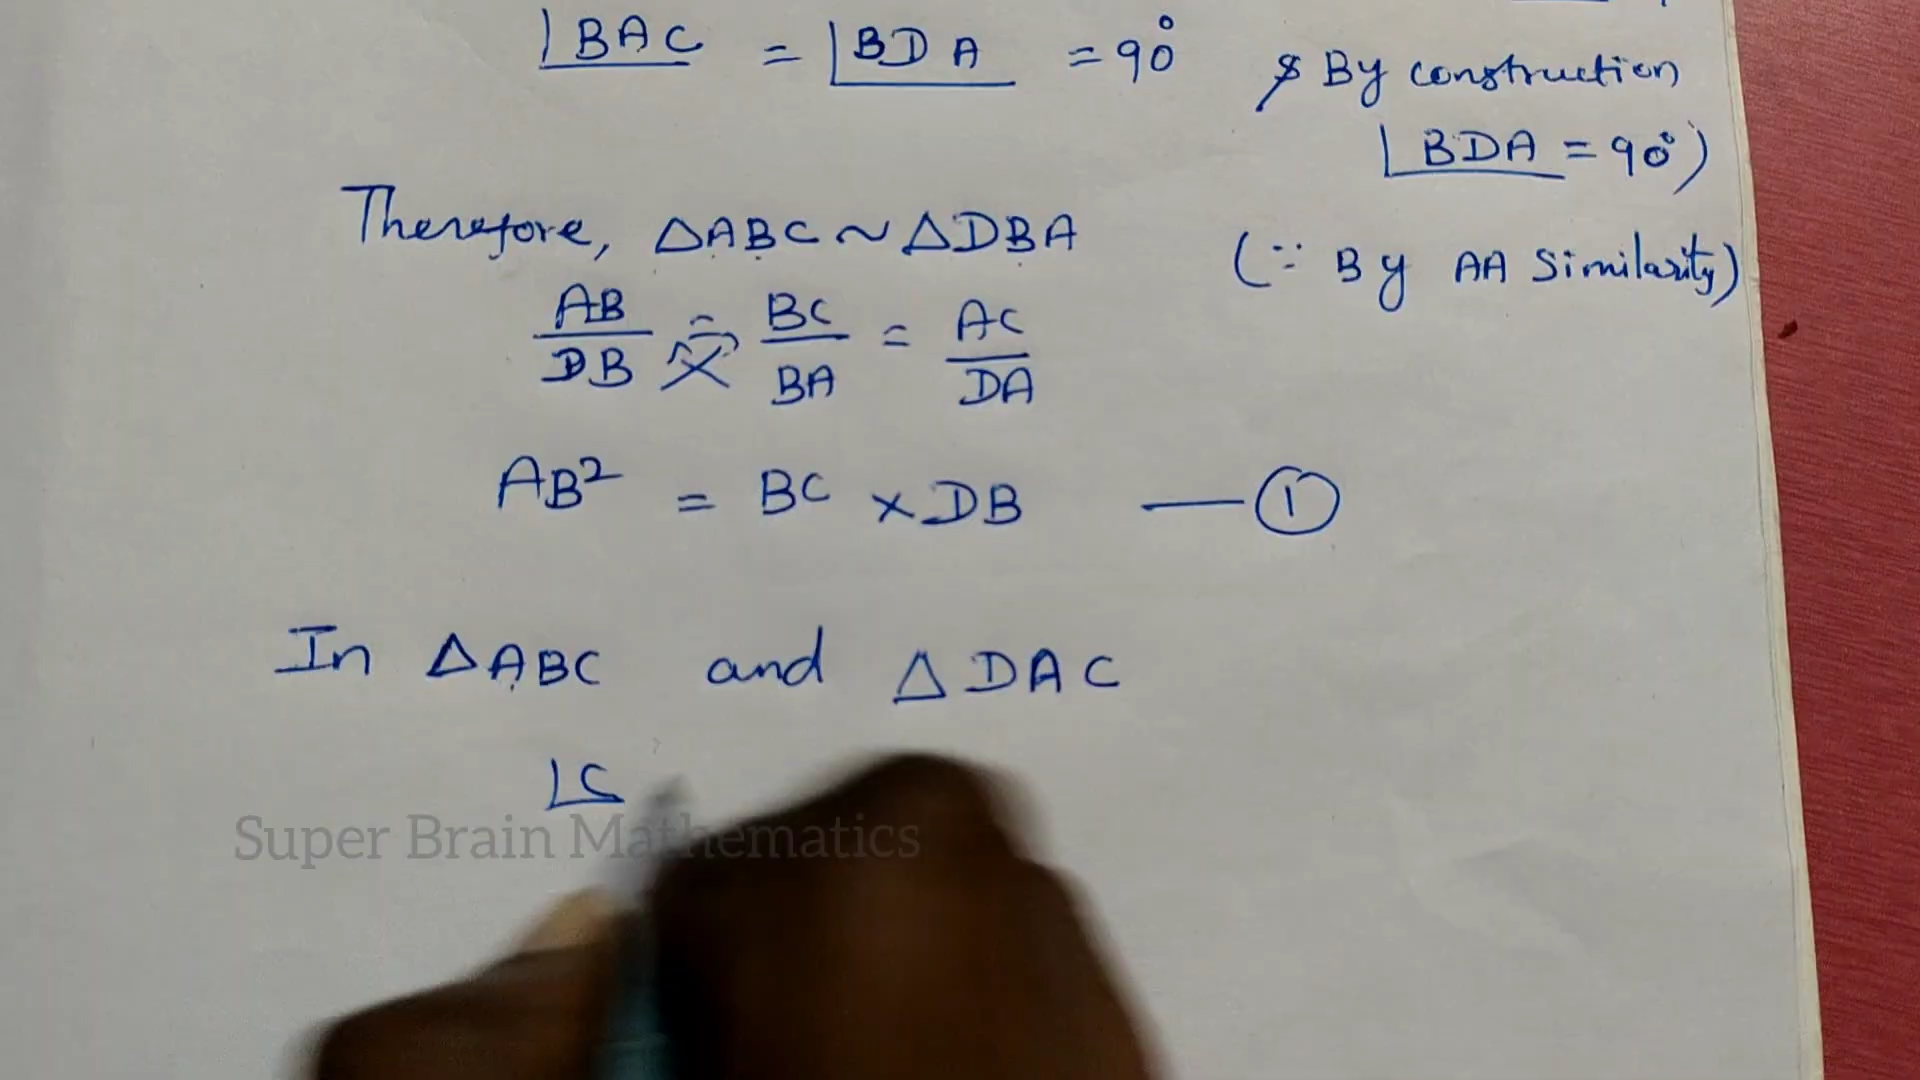 ∠BAC = ∠BDA = 90°
& By construction
∠BDA = 90°)
Therefore, ΔABC ~ ΔDBA (∵ By AA Similarity)
AB/DB = BC/BA = AC/DA
AB² = BC × DB — ①
In ΔABC and ΔDAC
∠C
Super Brain Mathematics